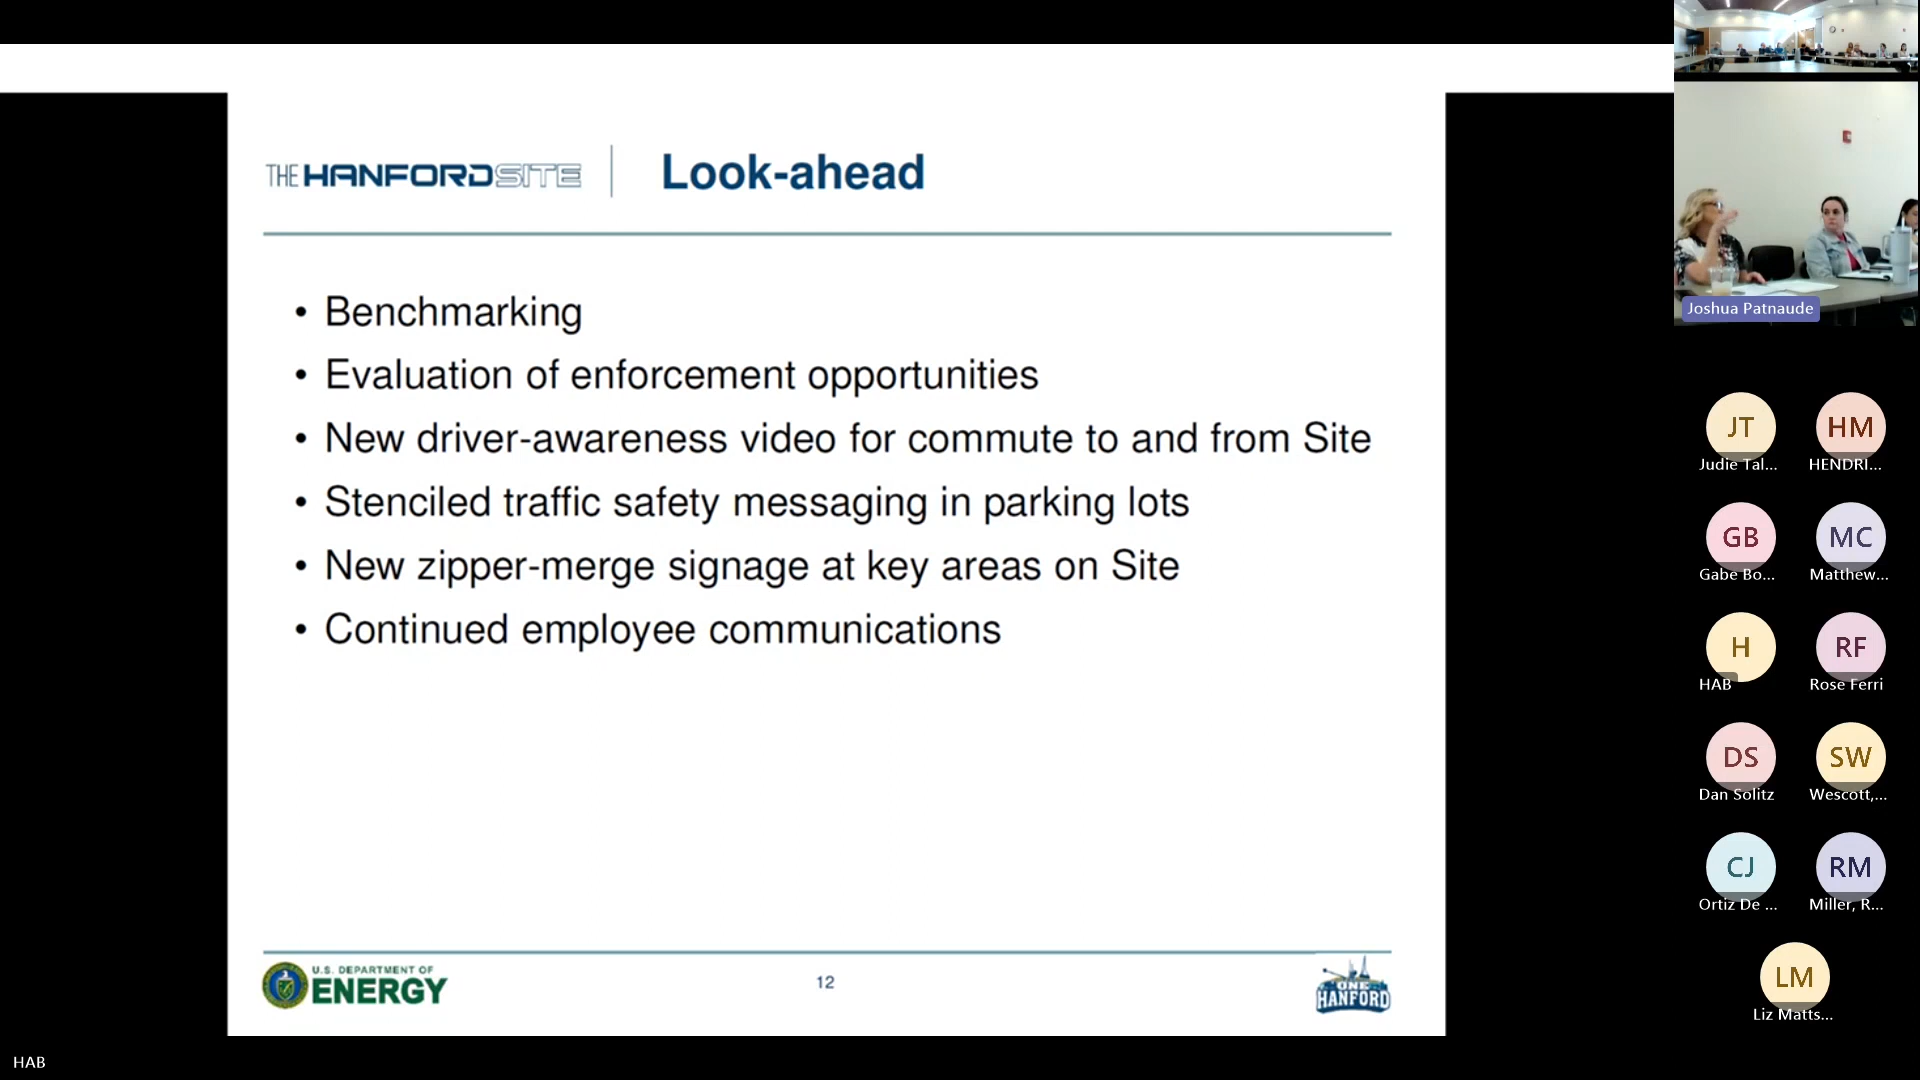 THE HANFORDSITE
Look-ahead
• Benchmarking
• Evaluation of enforcement opportunities
• New driver-awareness video for commute to and from Site
• Stenciled traffic safety messaging in parking lots
• New zipper-merge signage at key areas on Site
• Continued employee communications
U.S. DEPARTMENT OF
ENERGY
12
ONE
HANFORD
HAB
Joshua Patnaude
JT
Judie Tal...
HM
HENDRI...
GB
Gabe Bo...
MC
Matthew...
H
HAB
RF
Rose Ferri
DS
Dan Solitz
SW
Wescott,...
CJ
Ortiz De ...
RM
Miller, R...
LM
Liz Matts...